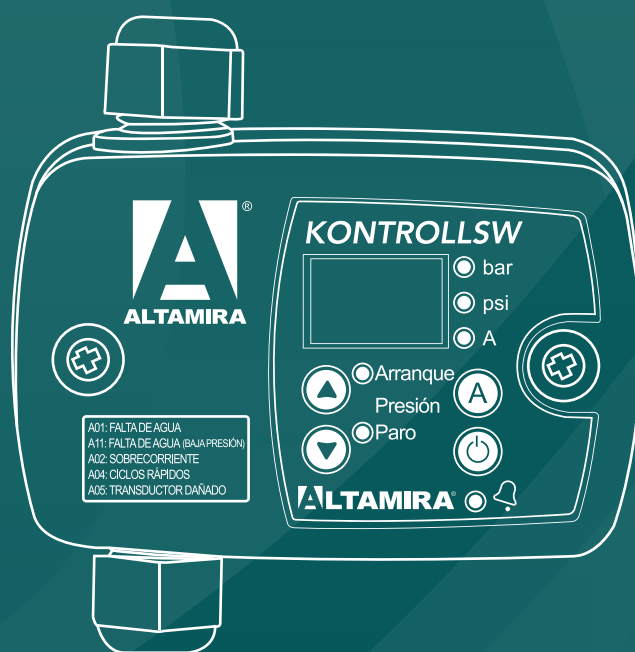 ®
ALTAMIRA
KONTROLLSW
bar
psi
A
Arranque
Presión
Paro
A
A01: FALTA DE AGUA
A11: FALTA DE AGUA (BAJA PRESIÓN)
A02: SOBRECORRIENTE
A04: CICLOS RÁPIDOS
A05: TRANSDUCTOR DAÑADO
ALTAMIRA®